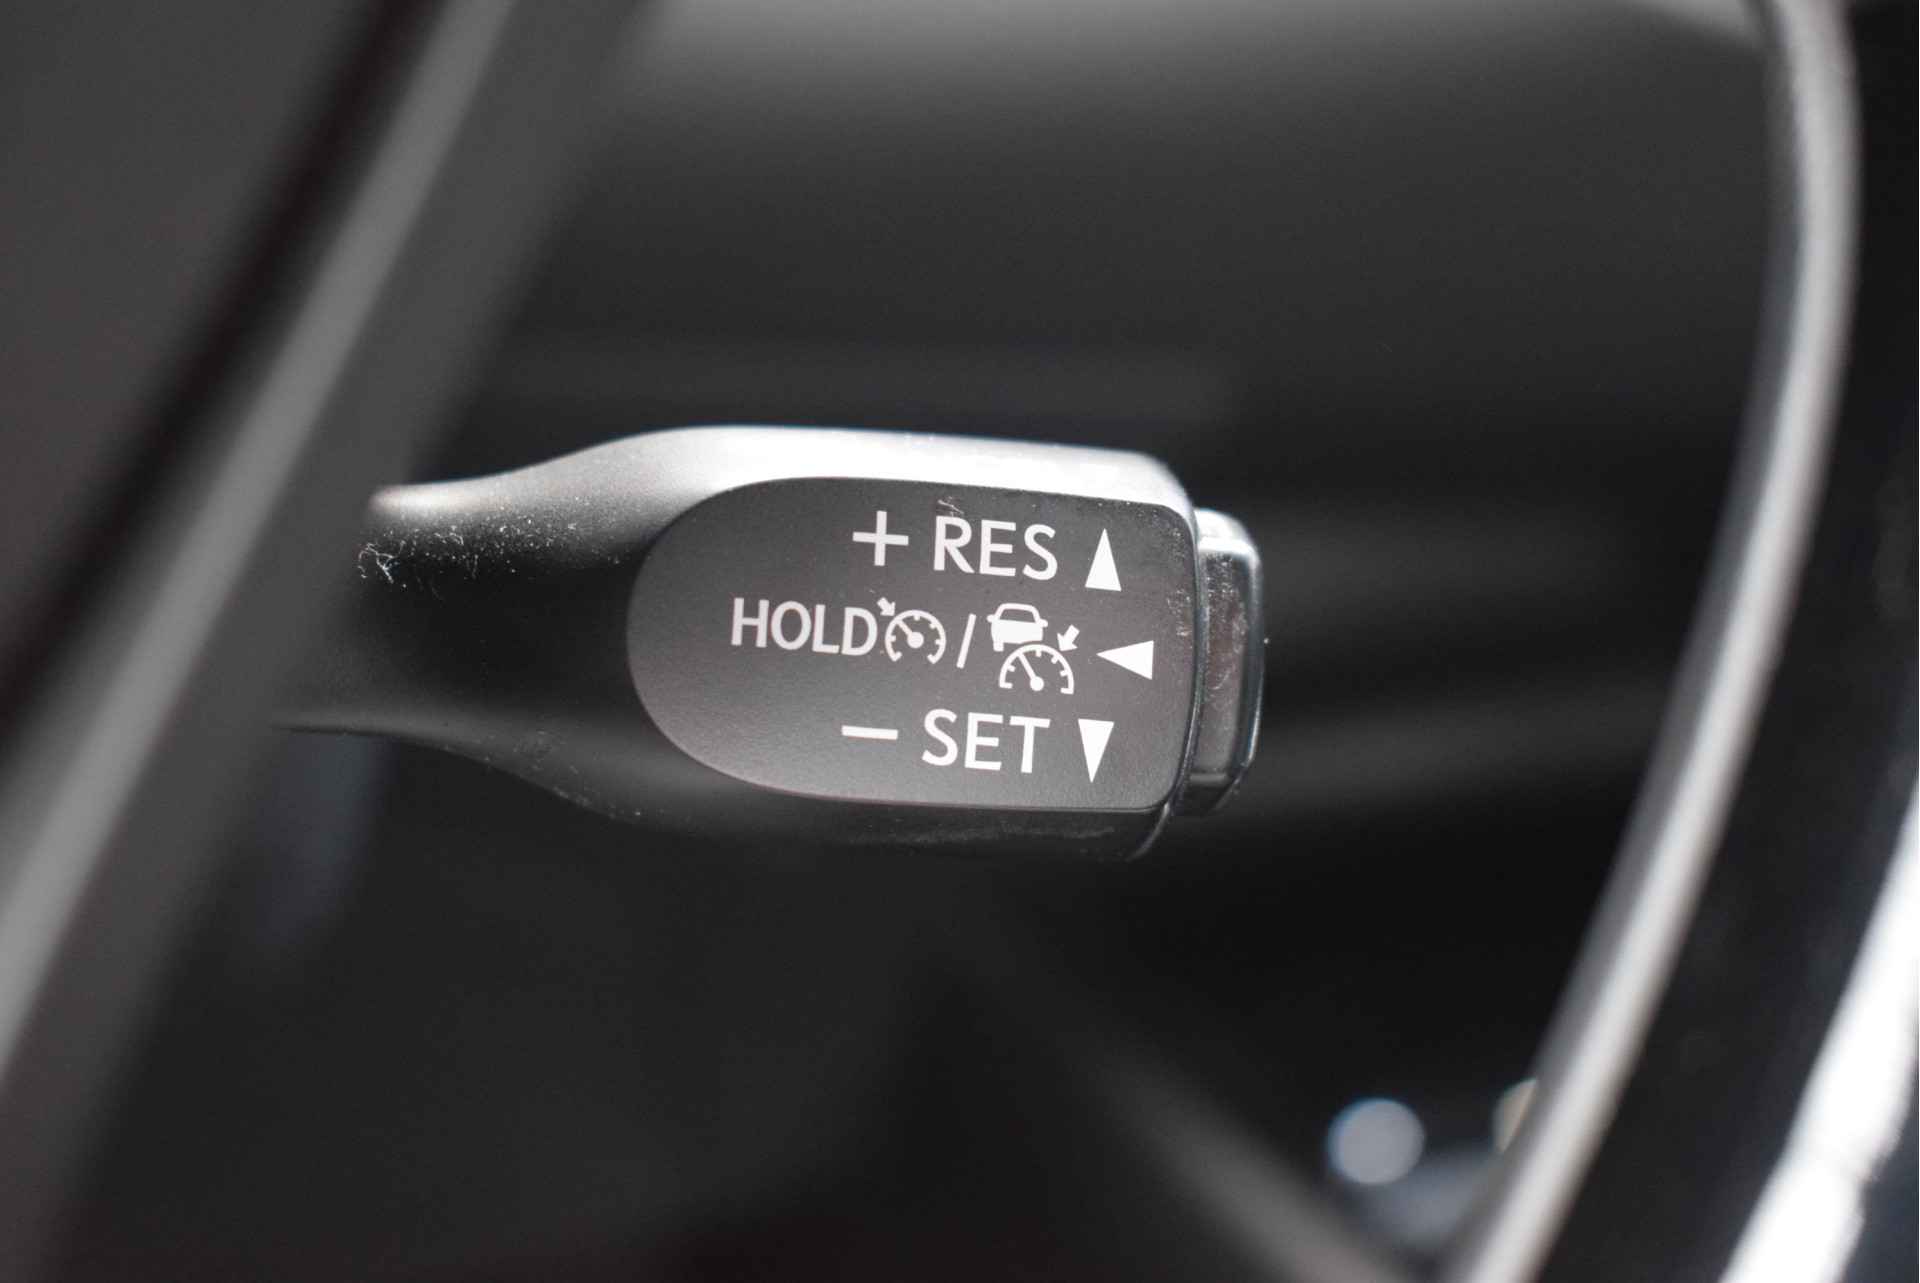 + RES ▲
HOLD / ◀
− SET ▼